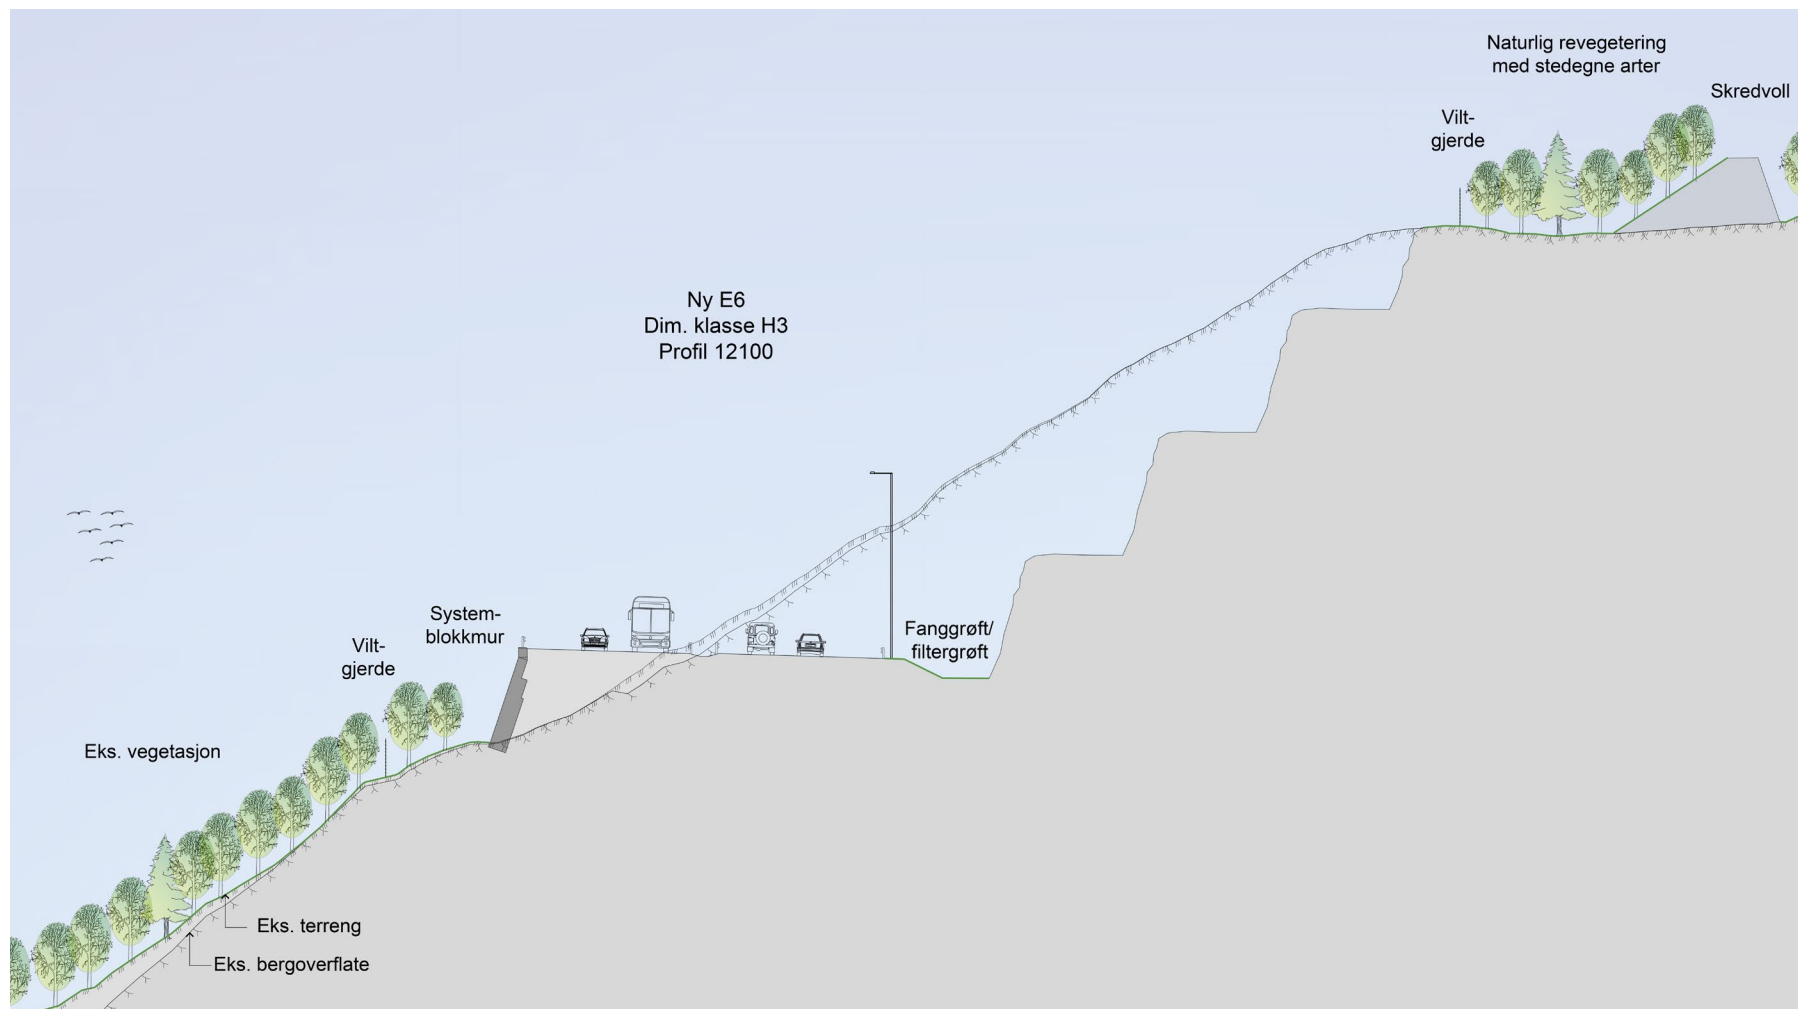 Naturlig revegetering
med stedegne arter
Skredvoll
Vilt-
gjerde
Ny E6
Dim. klasse H3
Profil 12100
System-
blokkmur
Fanggrøft/
filtergrøft
Vilt-
gjerde
Eks. vegetasjon
Eks. terreng
Eks. bergoverflate